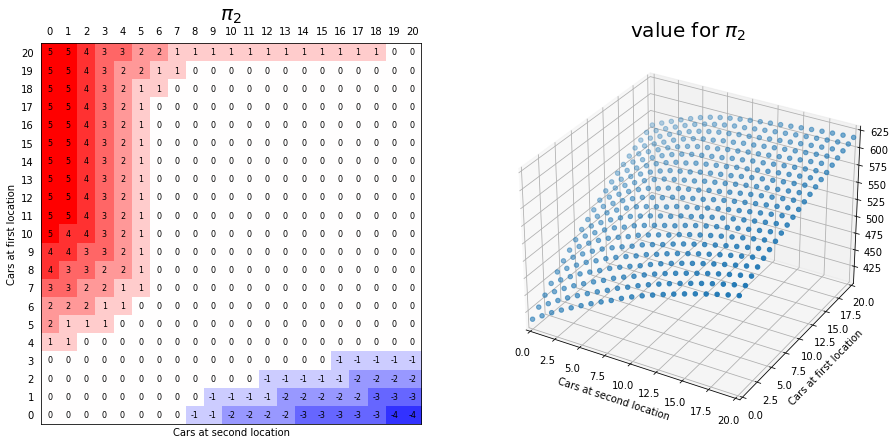 π₂
0 1 2 3 4 5 6 7 8 9 10 11 12 13 14 15 16 17 18 19 20
20 5 5 4 3 3 2 2 1 1 1 1 1 1 1 1 1 1 1 1 0 0
19 5 5 4 3 2 2 1 1 0 0 0 0 0 0 0 0 0 0 0 0 0
18 5 5 4 3 2 1 1 0 0 0 0 0 0 0 0 0 0 0 0 0 0
17 5 5 4 3 2 1 0 0 0 0 0 0 0 0 0 0 0 0 0 0 0
16 5 5 4 3 2 1 0 0 0 0 0 0 0 0 0 0 0 0 0 0 0
15 5 5 4 3 2 1 0 0 0 0 0 0 0 0 0 0 0 0 0 0 0
14 5 5 4 3 2 1 0 0 0 0 0 0 0 0 0 0 0 0 0 0 0
13 5 5 4 3 2 1 0 0 0 0 0 0 0 0 0 0 0 0 0 0 0
12 5 5 4 3 2 1 0 0 0 0 0 0 0 0 0 0 0 0 0 0 0
11 5 5 4 3 2 1 0 0 0 0 0 0 0 0 0 0 0 0 0 0 0
10 5 4 4 3 2 1 0 0 0 0 0 0 0 0 0 0 0 0 0 0 0
9 4 4 3 3 2 1 0 0 0 0 0 0 0 0 0 0 0 0 0 0 0
8 4 3 3 2 2 1 0 0 0 0 0 0 0 0 0 0 0 0 0 0 0
7 3 3 2 2 1 1 0 0 0 0 0 0 0 0 0 0 0 0 0 0 0
6 2 2 2 1 1 0 0 0 0 0 0 0 0 0 0 0 0 0 0 0 0
5 2 1 1 1 0 0 0 0 0 0 0 0 0 0 0 0 0 0 0 0 0
4 1 1 0 0 0 0 0 0 0 0 0 0 0 0 0 0 0 0 0 0 0
3 0 0 0 0 0 0 0 0 0 0 0 0 0 0 0 0 -1 -1 -1 -1 -1
2 0 0 0 0 0 0 0 0 0 0 0 0 -1 -1 -1 -1 -1 -2 -2 -2 -2
1 0 0 0 0 0 0 0 0 0 -1 -1 -1 -1 -2 -2 -2 -2 -2 -3 -3 -3
0 0 0 0 0 0 0 0 0 -1 -1 -2 -2 -2 -2 -3 -3 -3 -3 -3 -4 -4
Cars at first location
Cars at second location
value for π₂
625
600
575
550
525
500
475
450
425
0.0 2.5 5.0 7.5 10.0 12.5 15.0 17.5 20.0
Cars at second location
0.0 2.5 5.0 7.5 10.0 12.5 15.0 17.5 20.0
Cars at first location